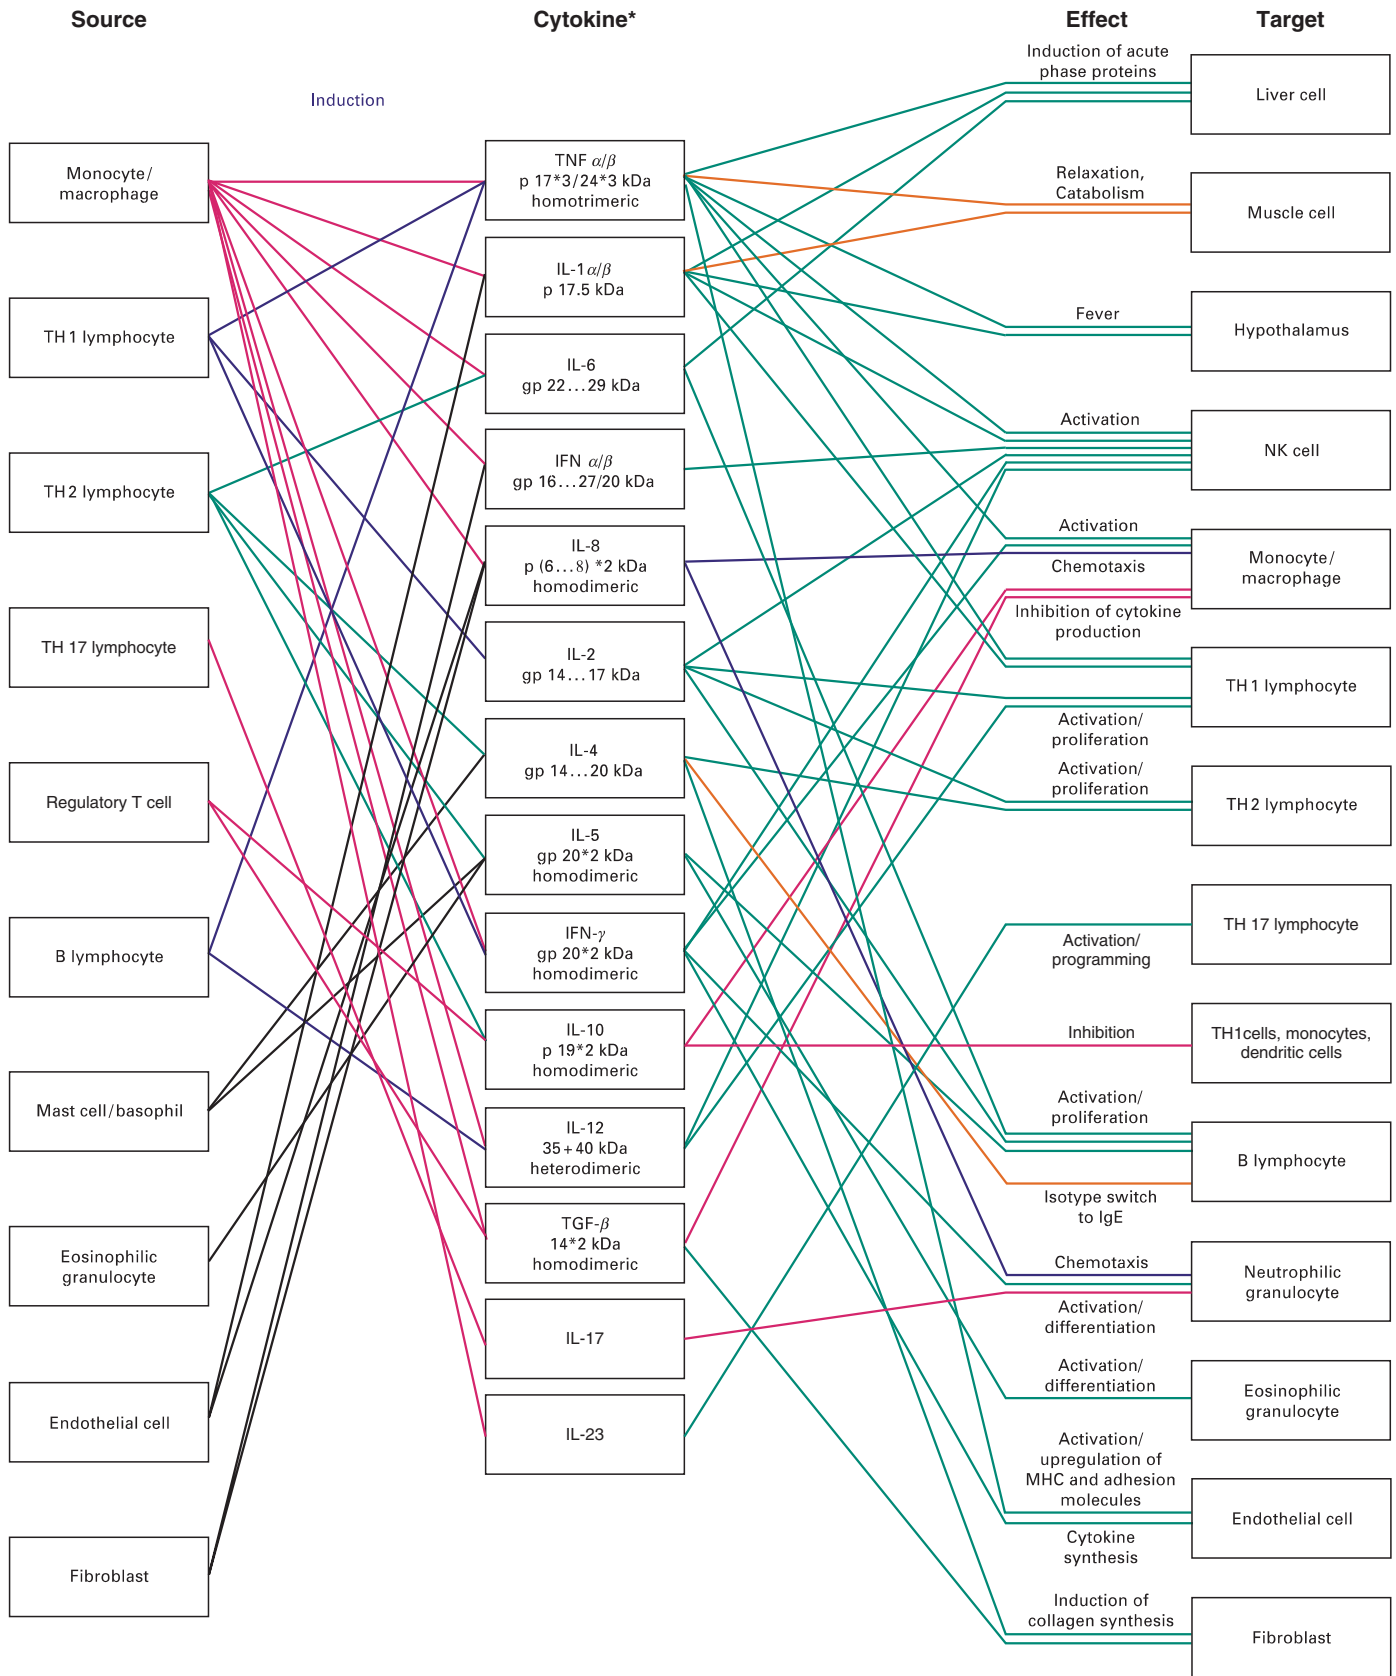 Source
Cytokine*
Effect
Target
Induction
Monocyte/
macrophage
TH1 lymphocyte
TH2 lymphocyte
TH 17 lymphocyte
Regulatory T cell
B lymphocyte
Mast cell/basophil
Eosinophilic
granulocyte
Endothelial cell
Fibroblast
TNF α/β
p 17*3/24*3 kDa
homotrimeric
IL-1α/β
p 17.5 kDa
IL-6
gp 22...29 kDa
IFN α/β
gp 16...27/20 kDa
IL-8
p (6...8) *2 kDa
homodimeric
IL-2
gp 14...17 kDa
IL-4
gp 14...20 kDa
IL-5
gp 20*2 kDa
homodimeric
IFN-γ
gp 20*2 kDa
homodimeric
IL-10
p 19*2 kDa
homodimeric
IL-12
35+40 kDa
heterodimeric
TGF-β
14*2 kDa
homodimeric
IL-17
IL-23
Induction of acute
phase proteins
Relaxation,
Catabolism
Fever
Activation
Activation
Chemotaxis
Inhibition of cytokine
production
Activation/
proliferation
Activation/
proliferation
Activation/
programming
Inhibition
Activation/
proliferation
Isotype switch
to IgE
Chemotaxis
Activation/
differentiation
Activation/
differentiation
Activation/
upregulation of
MHC and adhesion
molecules
Cytokine
synthesis
Induction of
collagen synthesis
Liver cell
Muscle cell
Hypothalamus
NK cell
Monocyte/
macrophage
TH1 lymphocyte
TH2 lymphocyte
TH 17 lymphocyte
TH1cells, monocytes,
dendritic cells
B lymphocyte
Neutrophilic
granulocyte
Eosinophilic
granulocyte
Endothelial cell
Fibroblast